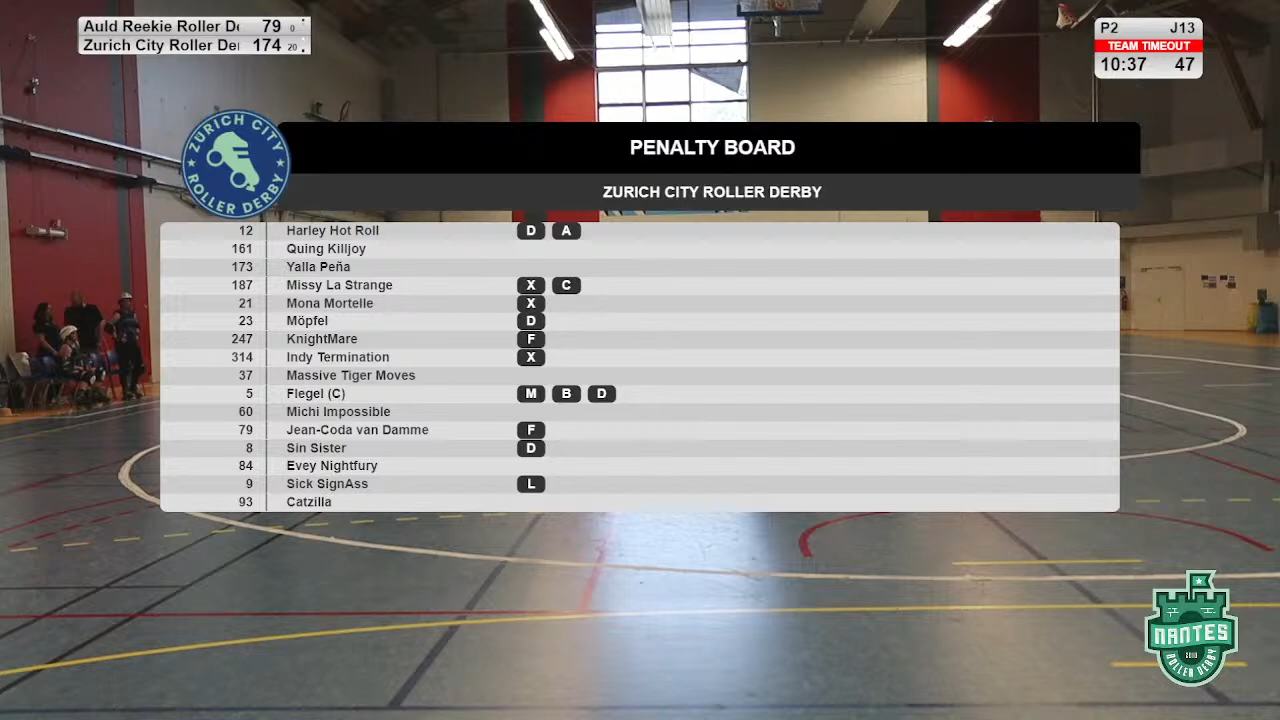 Auld Reekie Roller De 79 0
Zurich City Roller De 174 20
P2 J13
TEAM TIMEOUT
10:37 47
ZURICH CITY ROLLER DERBY
PENALTY BOARD
ZURICH CITY ROLLER DERBY
12 Harley Hot Roll D A
161 Quing Killjoy
173 Yalla Peña
187 Missy La Strange X C
21 Mona Mortelle X
23 Möpfel D
247 KnightMare F
314 Indy Termination X
37 Massive Tiger Moves
5 Flegel (C) M B D
60 Michi Impossible
79 Jean-Coda van Damme F
8 Sin Sister D
84 Evey Nightfury
9 Sick SignAss L
93 Catzilla
NANTES
2010
ROLLER DERBY